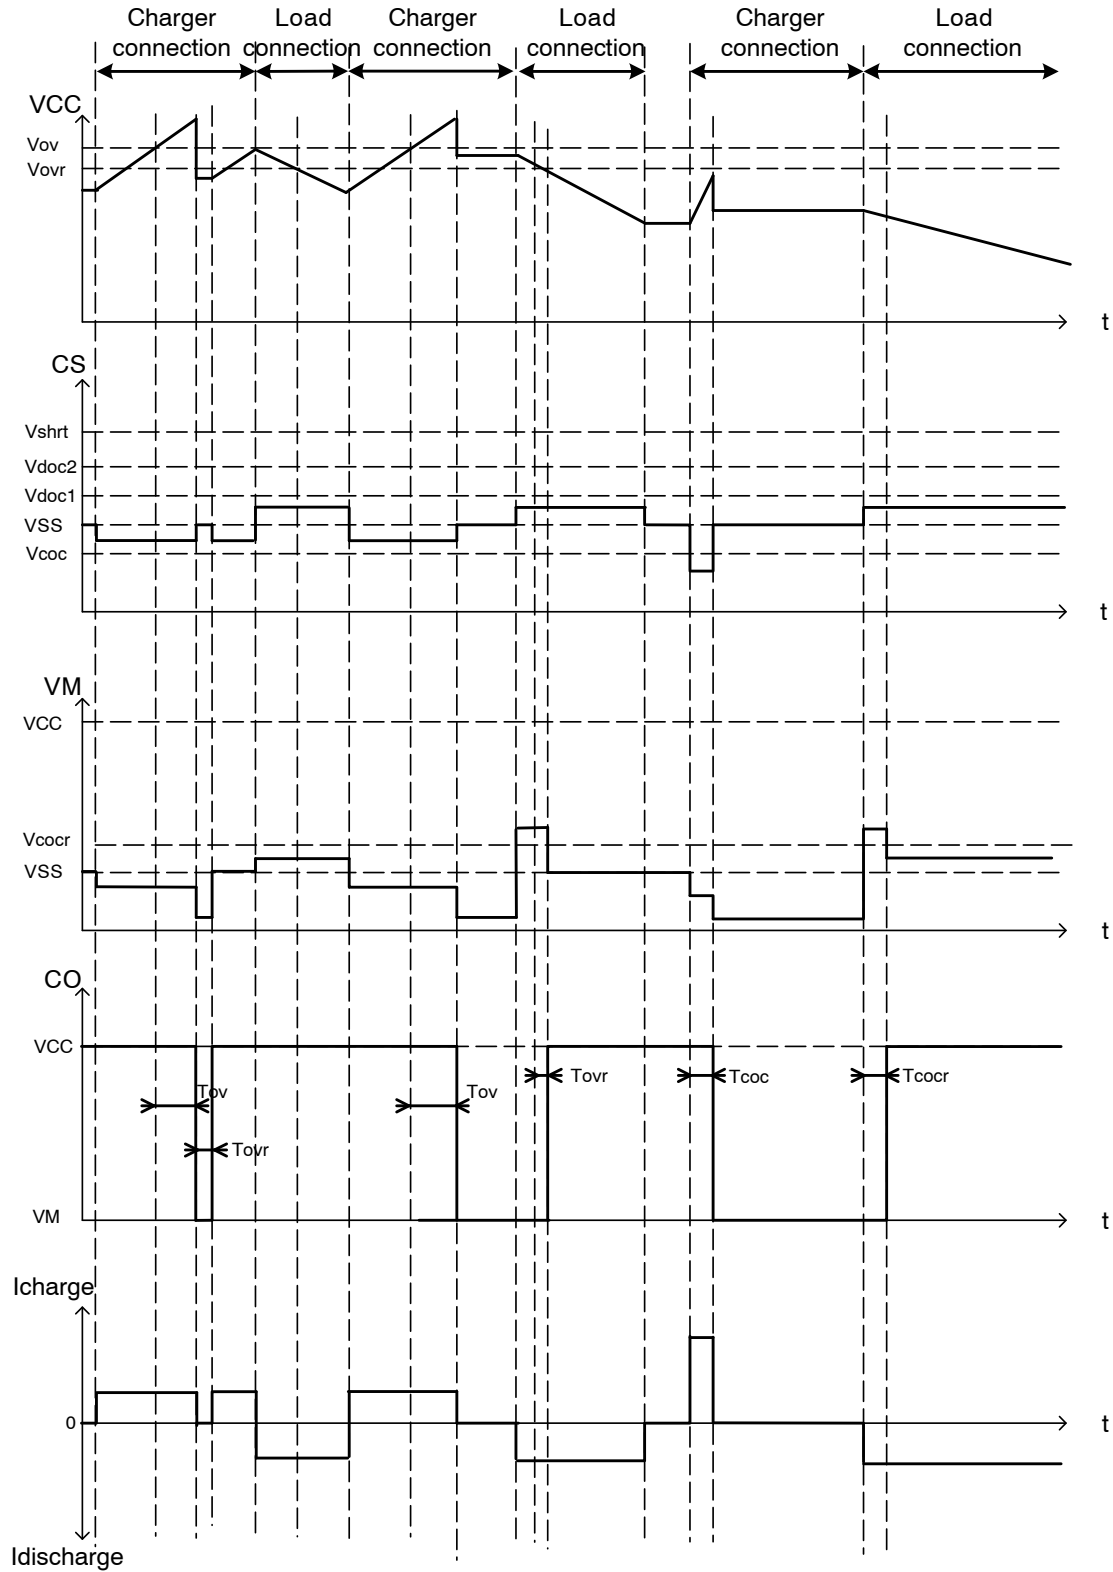 Charger Load Charger Load Charger Load
connection connection connection connection connection connection
VCC
Vov
Vovr
t
CS
Vshrt
Vdoc2
Vdoc1
VSS
Vcoc
t
VM
VCC
Vcocr
VSS
t
CO
VCC
Tovr Tcoc Tcocr
Tov Tov
Tovr
VM
t
Icharge
0
t
Idischarge